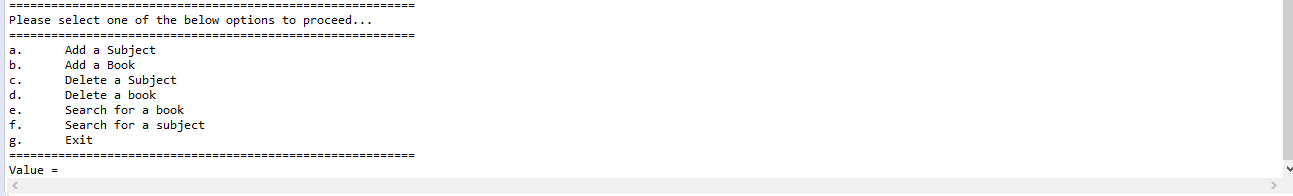 ==========================================================
Please select one of the below options to proceed...
==========================================================
a.      Add a Subject
b.      Add a Book
c.      Delete a Subject
d.      Delete a book
e.      Search for a book
f.      Search for a subject
g.      Exit
==========================================================
Value =